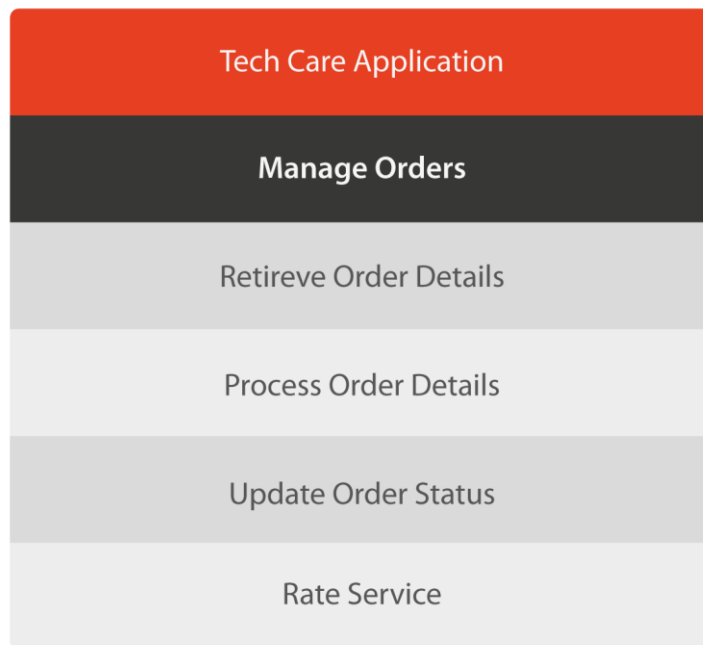 Tech Care Application
Manage Orders
Retireve Order Details
Process Order Details
Update Order Status
Rate Service